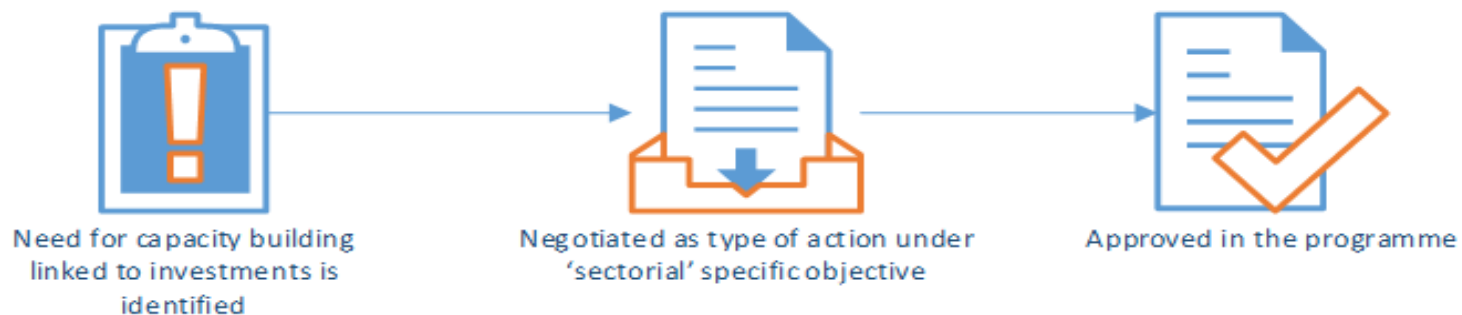 Need for capacity building
linked to investments is
identified
Negotiated as type of action under
‘sectorial’ specific objective
Approved in the programme